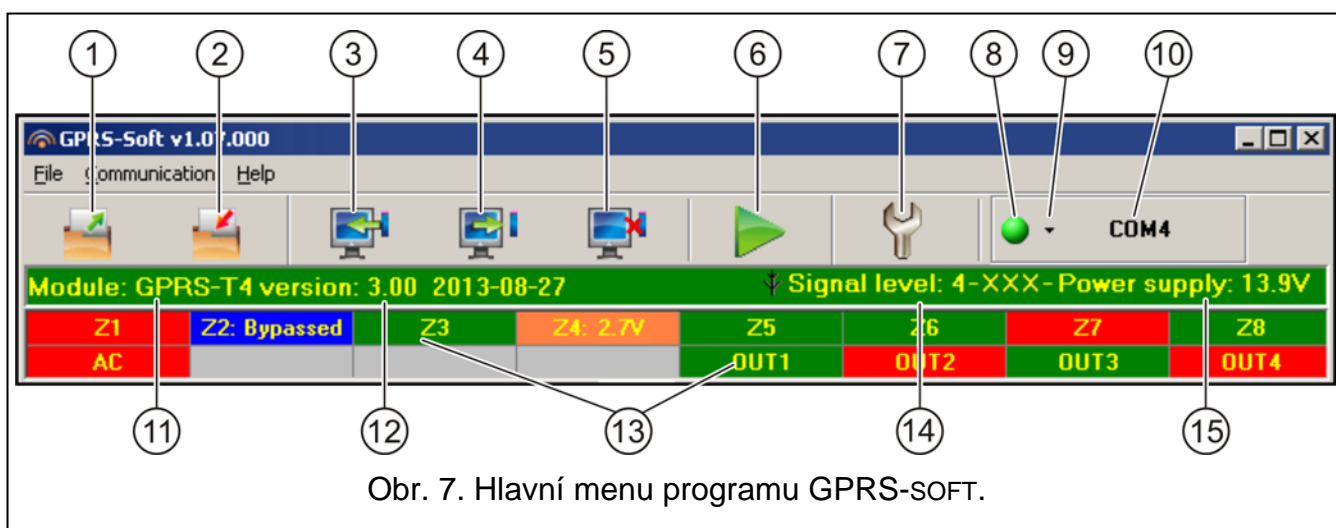 1 2 3 4 5 6 7 8 9 10
GPRS-Soft v1.07.000
File Communication Help
COM4
Module: GPRS-T4 version: 3.00 2013-08-27 Signal level: 4-XXX- Power supply: 13.9V
Z1 Z2: Bypassed Z3 Z4: 2.7V Z5 Z6 Z7 Z8
AC OUT1 OUT2 OUT3 OUT4
11 12 13 14 15
Obr. 7. Hlavní menu programu GPRS-SOFT.